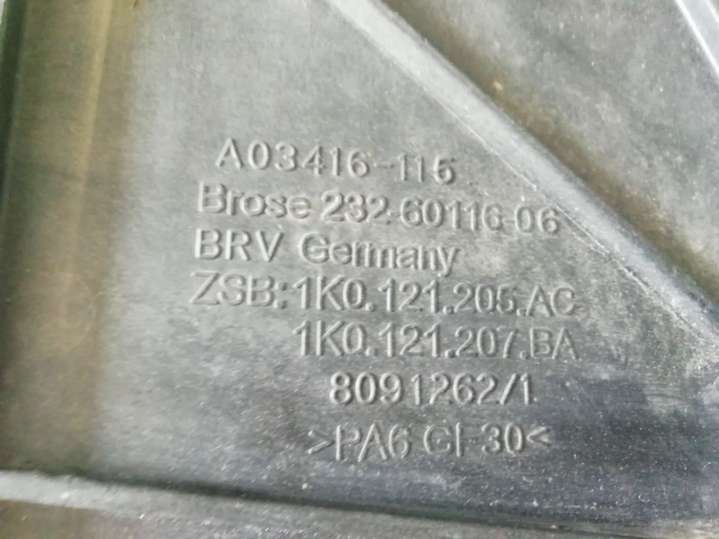 A03416-115
Brose 232-60116-06
BRV Germany
ZSB:1K0.121.205.AC
1K0.121.207.BA
8091262/1
>PA6 GF30<